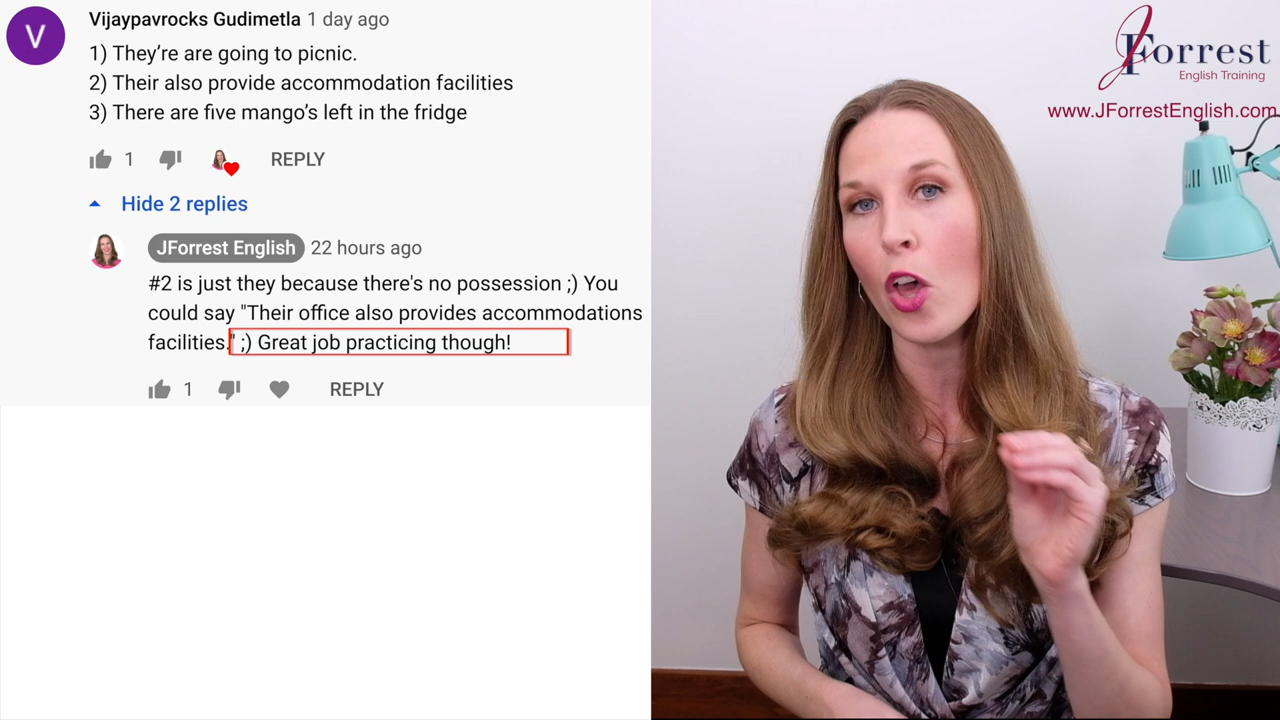 V
Vijaypavrocks Gudimetla 1 day ago
1) They’re are going to picnic.
2) Their also provide accommodation facilities
3) There are five mango’s left in the fridge
1 REPLY
Hide 2 replies
JForrest English 22 hours ago
#2 is just they because there's no possession ;) You
could say "Their office also provides accommodations
facilities." ;) Great job practicing though!
1 REPLY
JForrest
English Training
www.JForrestEnglish.com